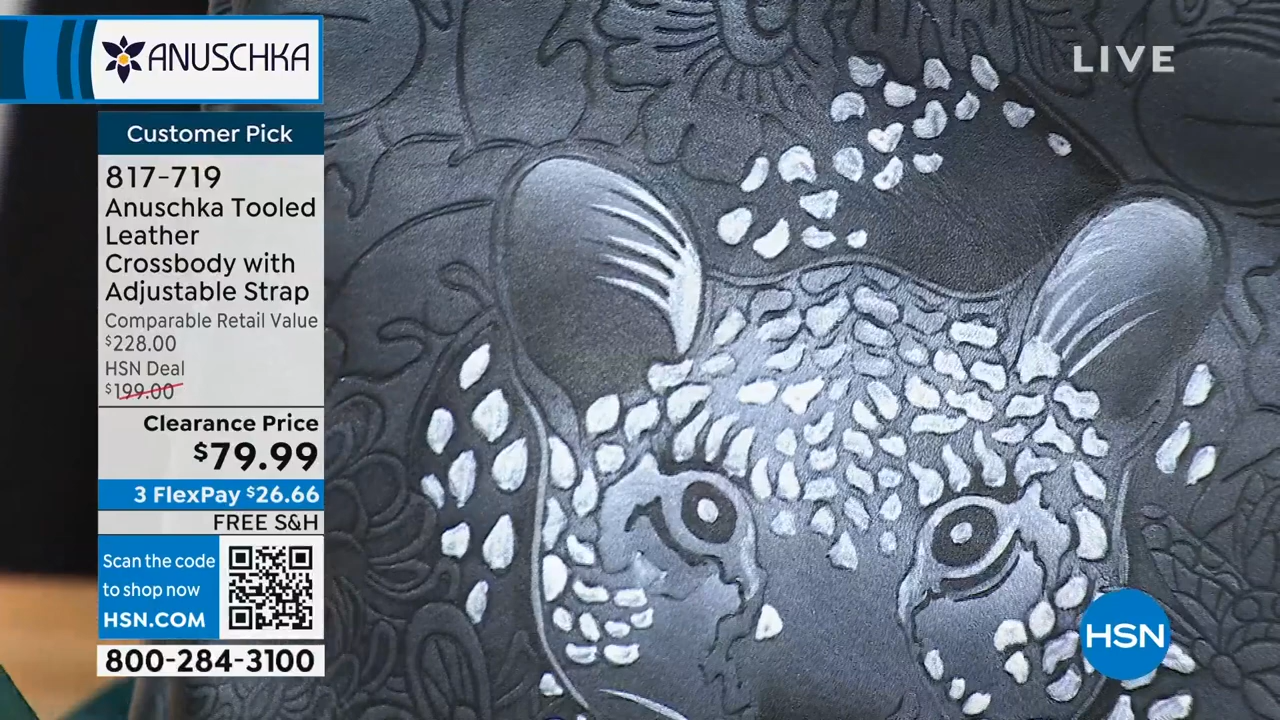 ANUSCHKA
LIVE
Customer Pick
817-719
Anuschka Tooled
Leather
Crossbody with
Adjustable Strap
Comparable Retail Value
$228.00
HSN Deal
$199.00
Clearance Price
$79.99
3 FlexPay $26.66
FREE S&H
Scan the code
to shop now
HSN.COM
800-284-3100
HSN